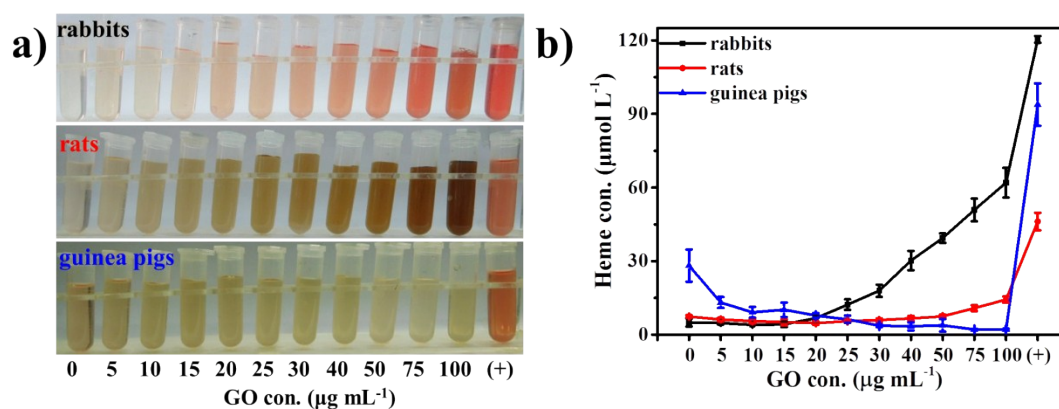 a)
rabbits
rats
guinea pigs
0 5 10 15 20 25 30 40 50 75 100 (+)
GO con. (μg mL⁻¹)
b)
120
90
60
30
0
Heme con. (μmol L⁻¹)
rabbits
rats
guinea pigs
0 5 10 15 20 25 30 40 50 75 100 (+)
GO con. (μg mL⁻¹)